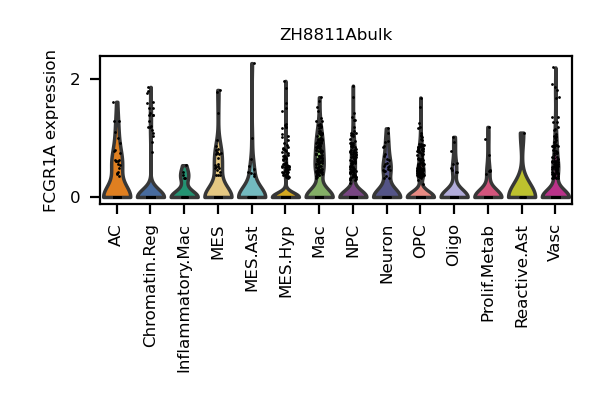 ZH8811Abulk
FCGR1A expression
2
0
AC
Chromatin.Reg
Inflammatory.Mac
MES
MES.Ast
MES.Hyp
Mac
NPC
Neuron
OPC
Oligo
Prolif.Metab
Reactive.Ast
Vasc